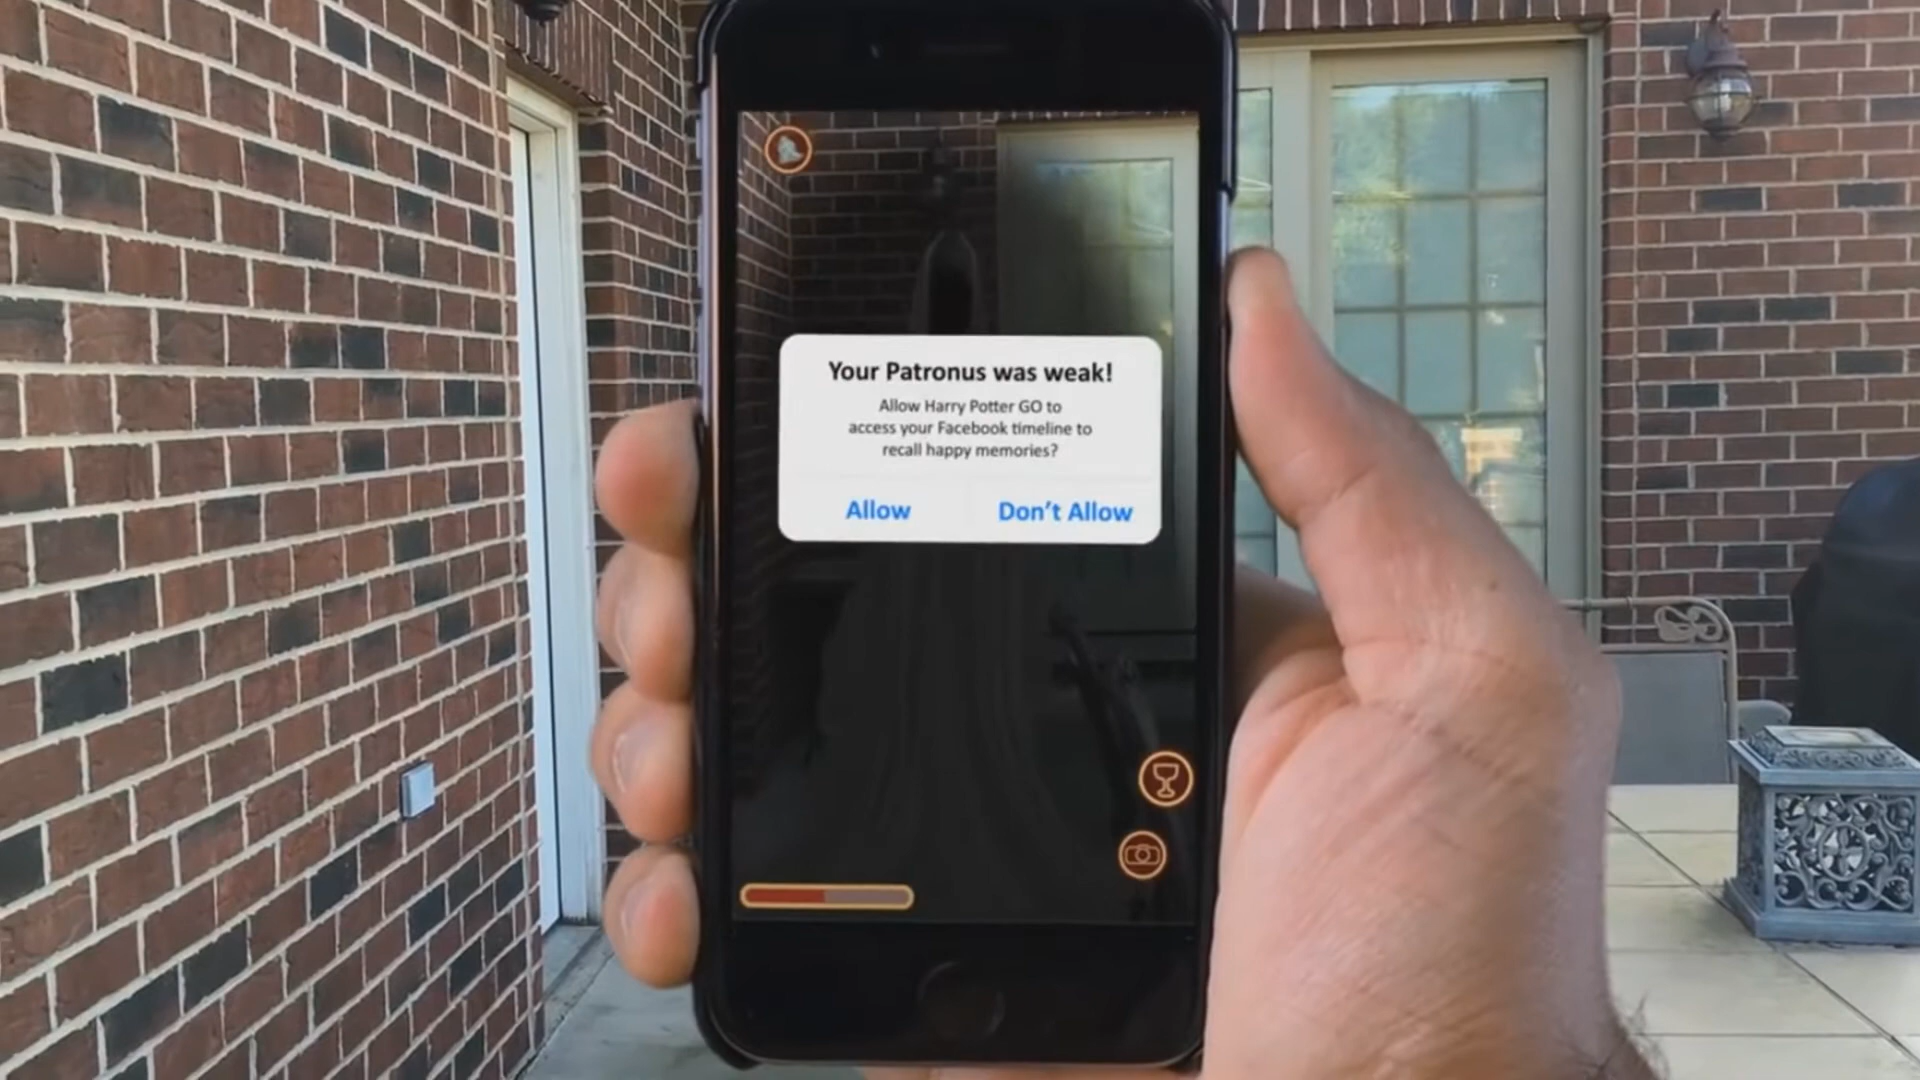 Your Patronus was weak!
Allow Harry Potter GO to
access your Facebook timeline to
recall happy memories?
Allow
Don't Allow